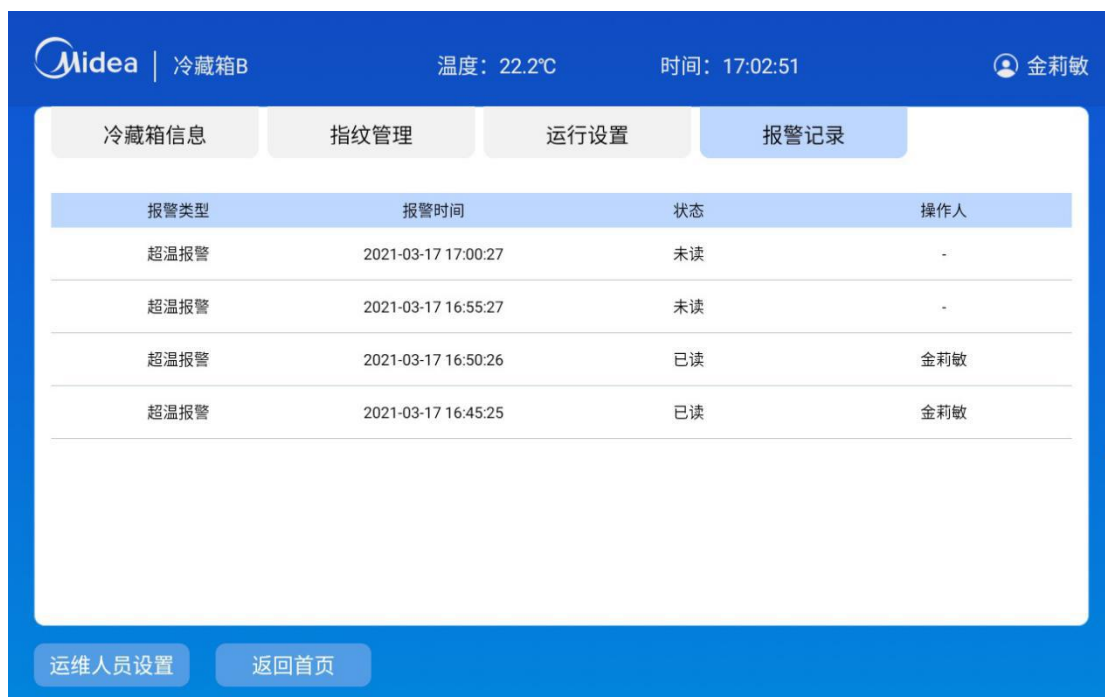 Midea | 冷藏箱B 温度：22.2℃ 时间：17:02:51 金莉敏
冷藏箱信息 指纹管理 运行设置 报警记录
报警类型 报警时间 状态 操作人
超温报警 2021-03-17 17:00:27 未读 -
超温报警 2021-03-17 16:55:27 未读 -
超温报警 2021-03-17 16:50:26 已读 金莉敏
超温报警 2021-03-17 16:45:25 已读 金莉敏
运维人员设置 返回首页